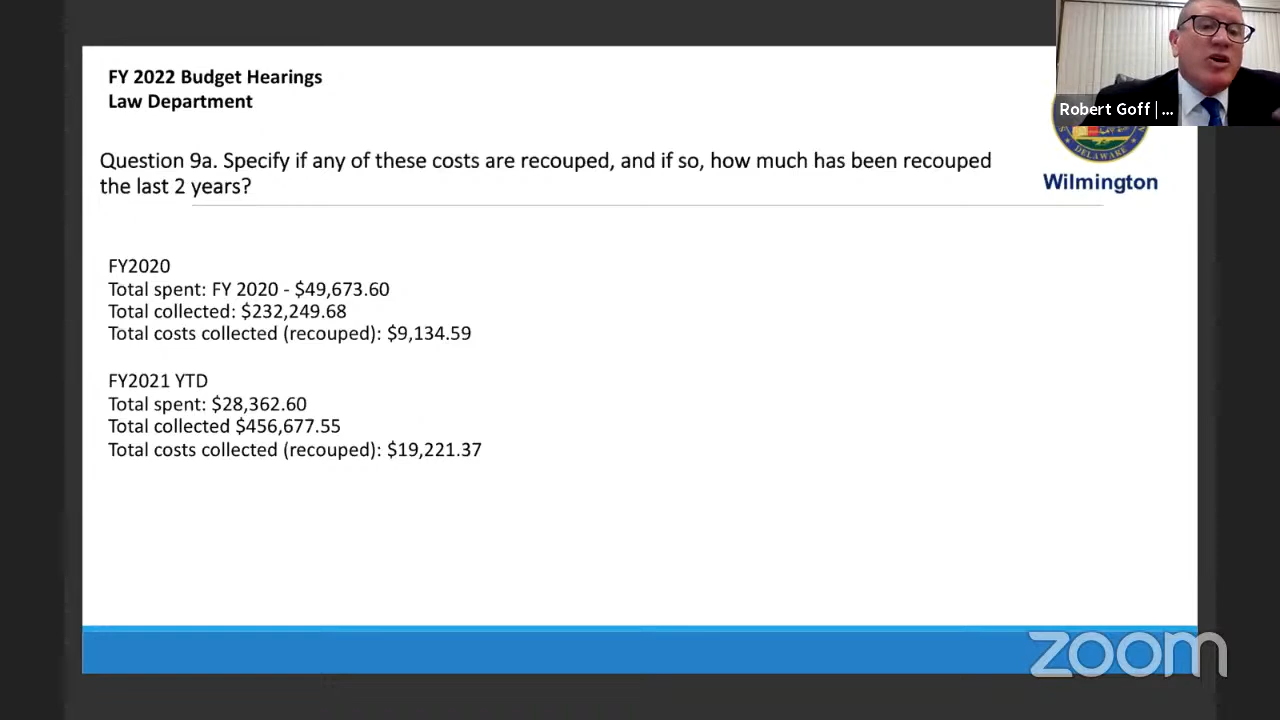 FY 2022 Budget Hearings
Law Department
Robert Goff | ...
DELAWARE
Wilmington
Question 9a. Specify if any of these costs are recouped, and if so, how much has been recouped
the last 2 years?
FY2020
Total spent: FY 2020 - $49,673.60
Total collected: $232,249.68
Total costs collected (recouped): $9,134.59
FY2021 YTD
Total spent: $28,362.60
Total collected $456,677.55
Total costs collected (recouped): $19,221.37
zoom